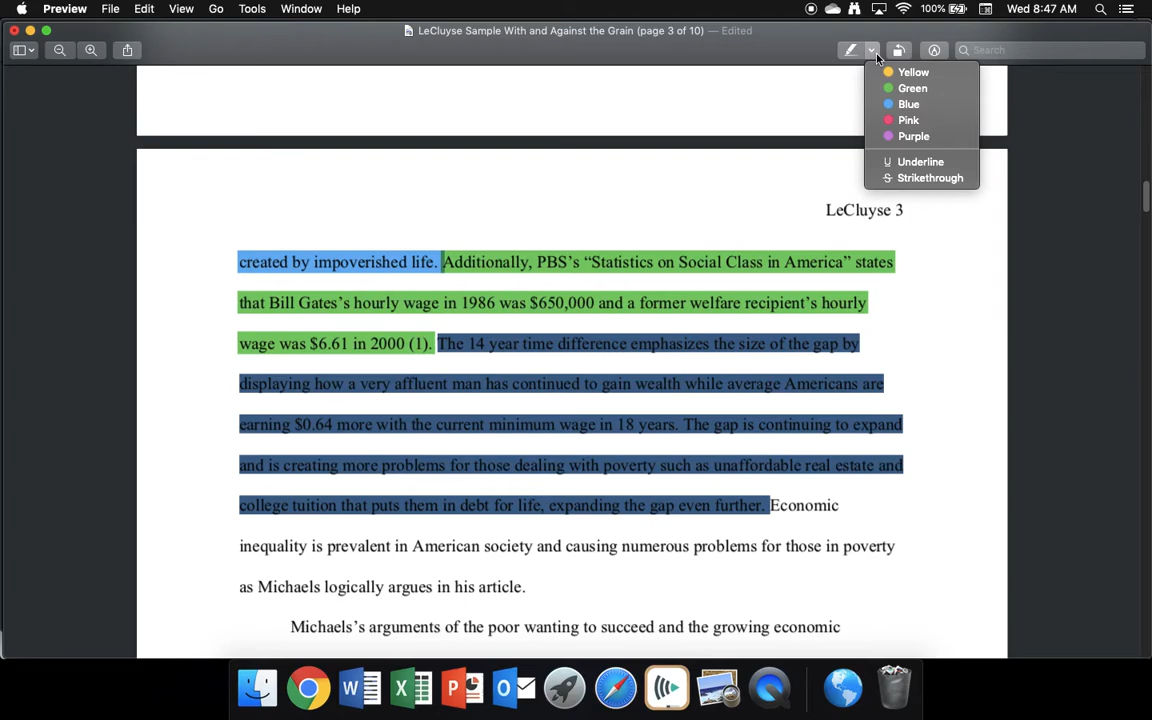 Preview File Edit View Go Tools Window Help 100% Wed 8:47 AM
LeCluyse Sample With and Against the Grain (page 3 of 10) — Edited
Search
Yellow
Green
Blue
Pink
Purple
U Underline
S Strikethrough
LeCluyse 3
created by impoverished life. Additionally, PBS's “Statistics on Social Class in America” states
that Bill Gates's hourly wage in 1986 was $650,000 and a former welfare recipient's hourly
wage was $6.61 in 2000 (1). The 14 year time difference emphasizes the size of the gap by
displaying how a very affluent man has continued to gain wealth while average Americans are
earning $0.64 more with the current minimum wage in 18 years. The gap is continuing to expand
and is creating more problems for those dealing with poverty such as unaffordable real estate and
college tuition that puts them in debt for life, expanding the gap even further. Economic
inequality is prevalent in American society and causing numerous problems for those in poverty
as Michaels logically argues in his article.
Michaels's arguments of the poor wanting to succeed and the growing economic